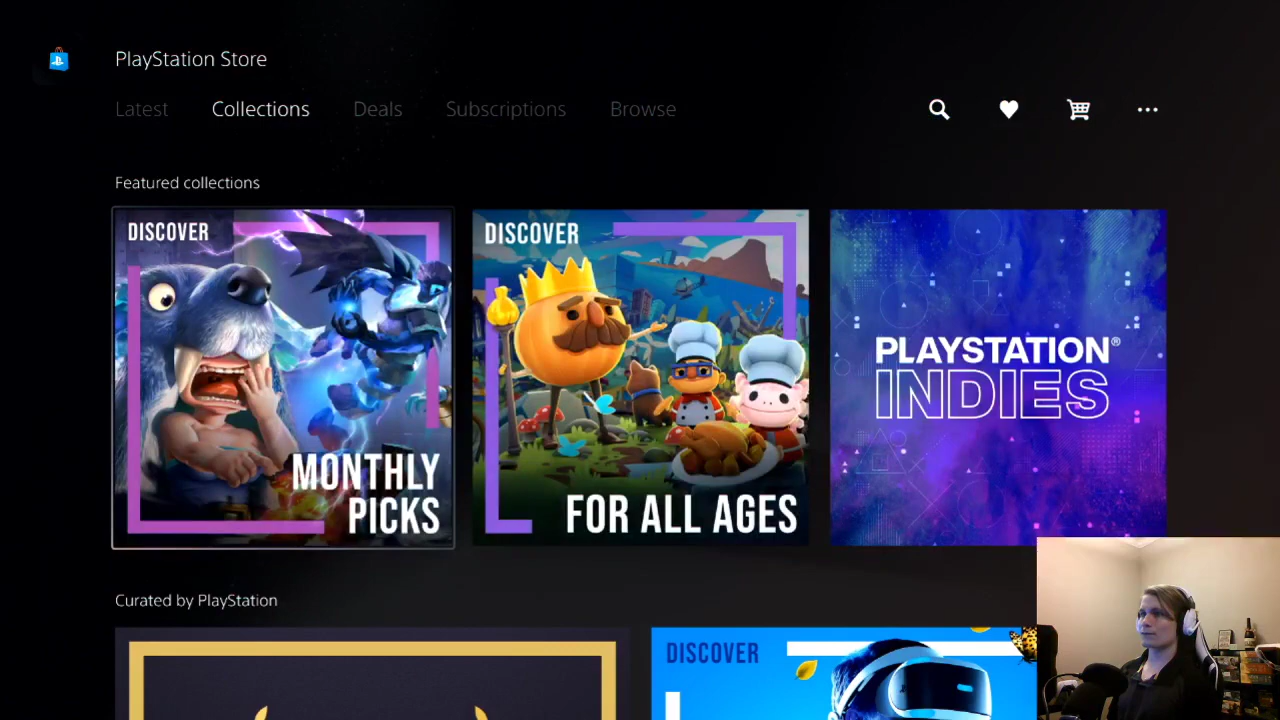 PlayStation Store
Latest Collections Deals Subscriptions Browse
Featured collections
DISCOVER
MONTHLY
PICKS
DISCOVER
FOR ALL AGES
PLAYSTATION®
INDIES
Curated by PlayStation
DISCOVER